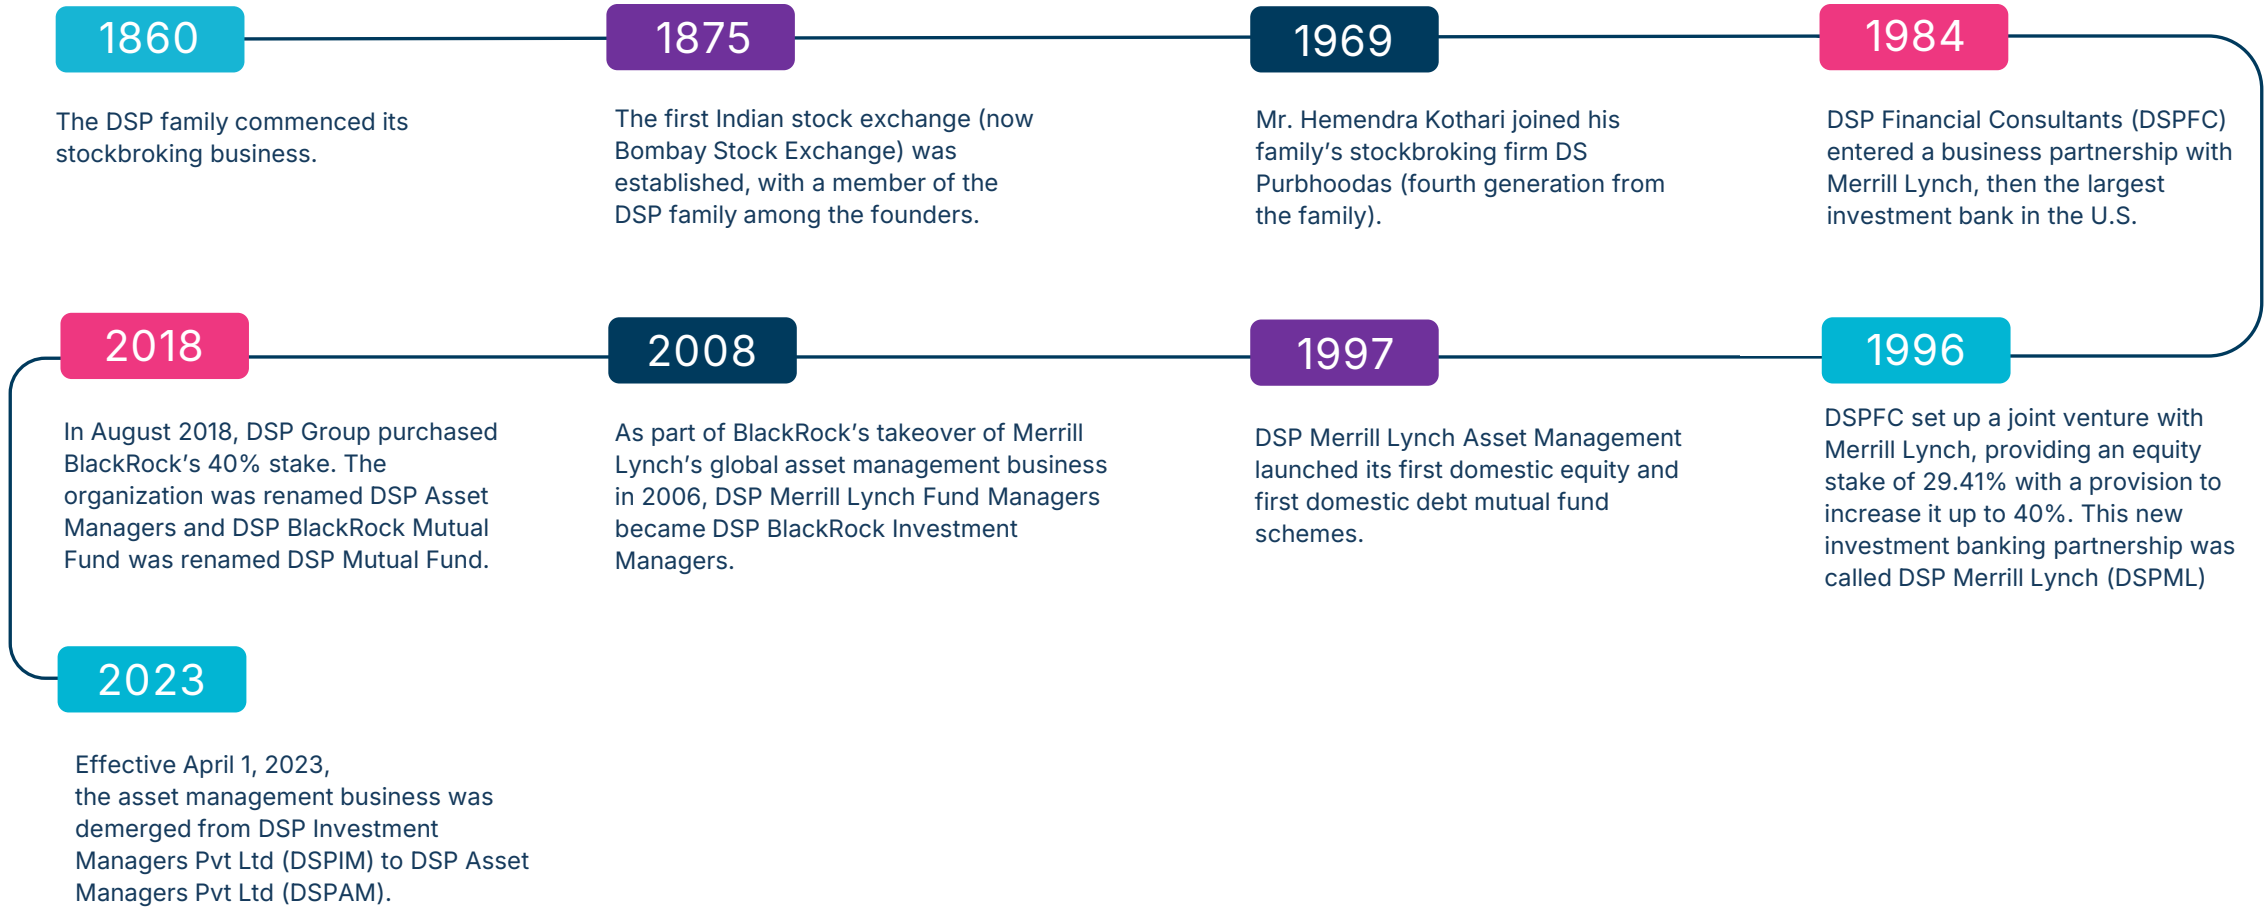 1860
The DSP family commenced its
stockbroking business.
1875
The first Indian stock exchange (now
Bombay Stock Exchange) was
established, with a member of the
DSP family among the founders.
1969
Mr. Hemendra Kothari joined his
family’s stockbroking firm DS
Purbhoodas (fourth generation from
the family).
1984
DSP Financial Consultants (DSPFC)
entered a business partnership with
Merrill Lynch, then the largest
investment bank in the U.S.
1996
DSPFC set up a joint venture with
Merrill Lynch, providing an equity
stake of 29.41% with a provision to
increase it up to 40%. This new
investment banking partnership was
called DSP Merrill Lynch (DSPML)
1997
DSP Merrill Lynch Asset Management
launched its first domestic equity and
first domestic debt mutual fund
schemes.
2008
As part of BlackRock’s takeover of Merrill
Lynch’s global asset management business
in 2006, DSP Merrill Lynch Fund Managers
became DSP BlackRock Investment
Managers.
2018
In August 2018, DSP Group purchased
BlackRock’s 40% stake. The
organization was renamed DSP Asset
Managers and DSP BlackRock Mutual
Fund was renamed DSP Mutual Fund.
2023
Effective April 1, 2023,
the asset management business was
demerged from DSP Investment
Managers Pvt Ltd (DSPIM) to DSP Asset
Managers Pvt Ltd (DSPAM).